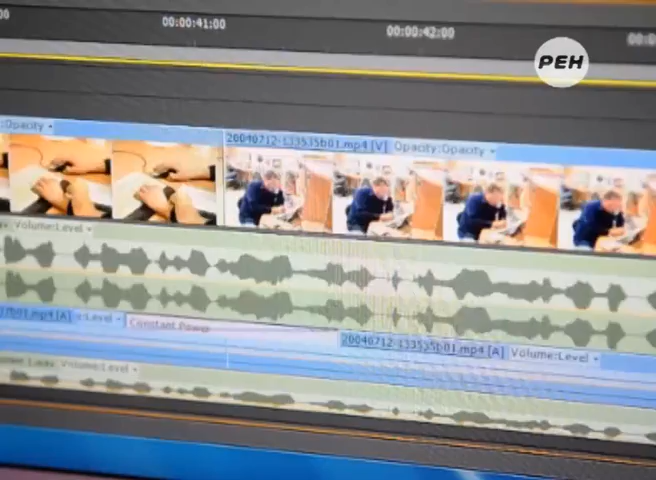 00:00:41:00
00:00:42:00
РЕН
:Opacity
20040712-133535b01.mp4 [V] Opacity:Opacity
Volume:Level
b01.mp4 [A] e:Level
Constant Power
20040712-133535b01.mp4 [A] Volume:Level
Volume:Level